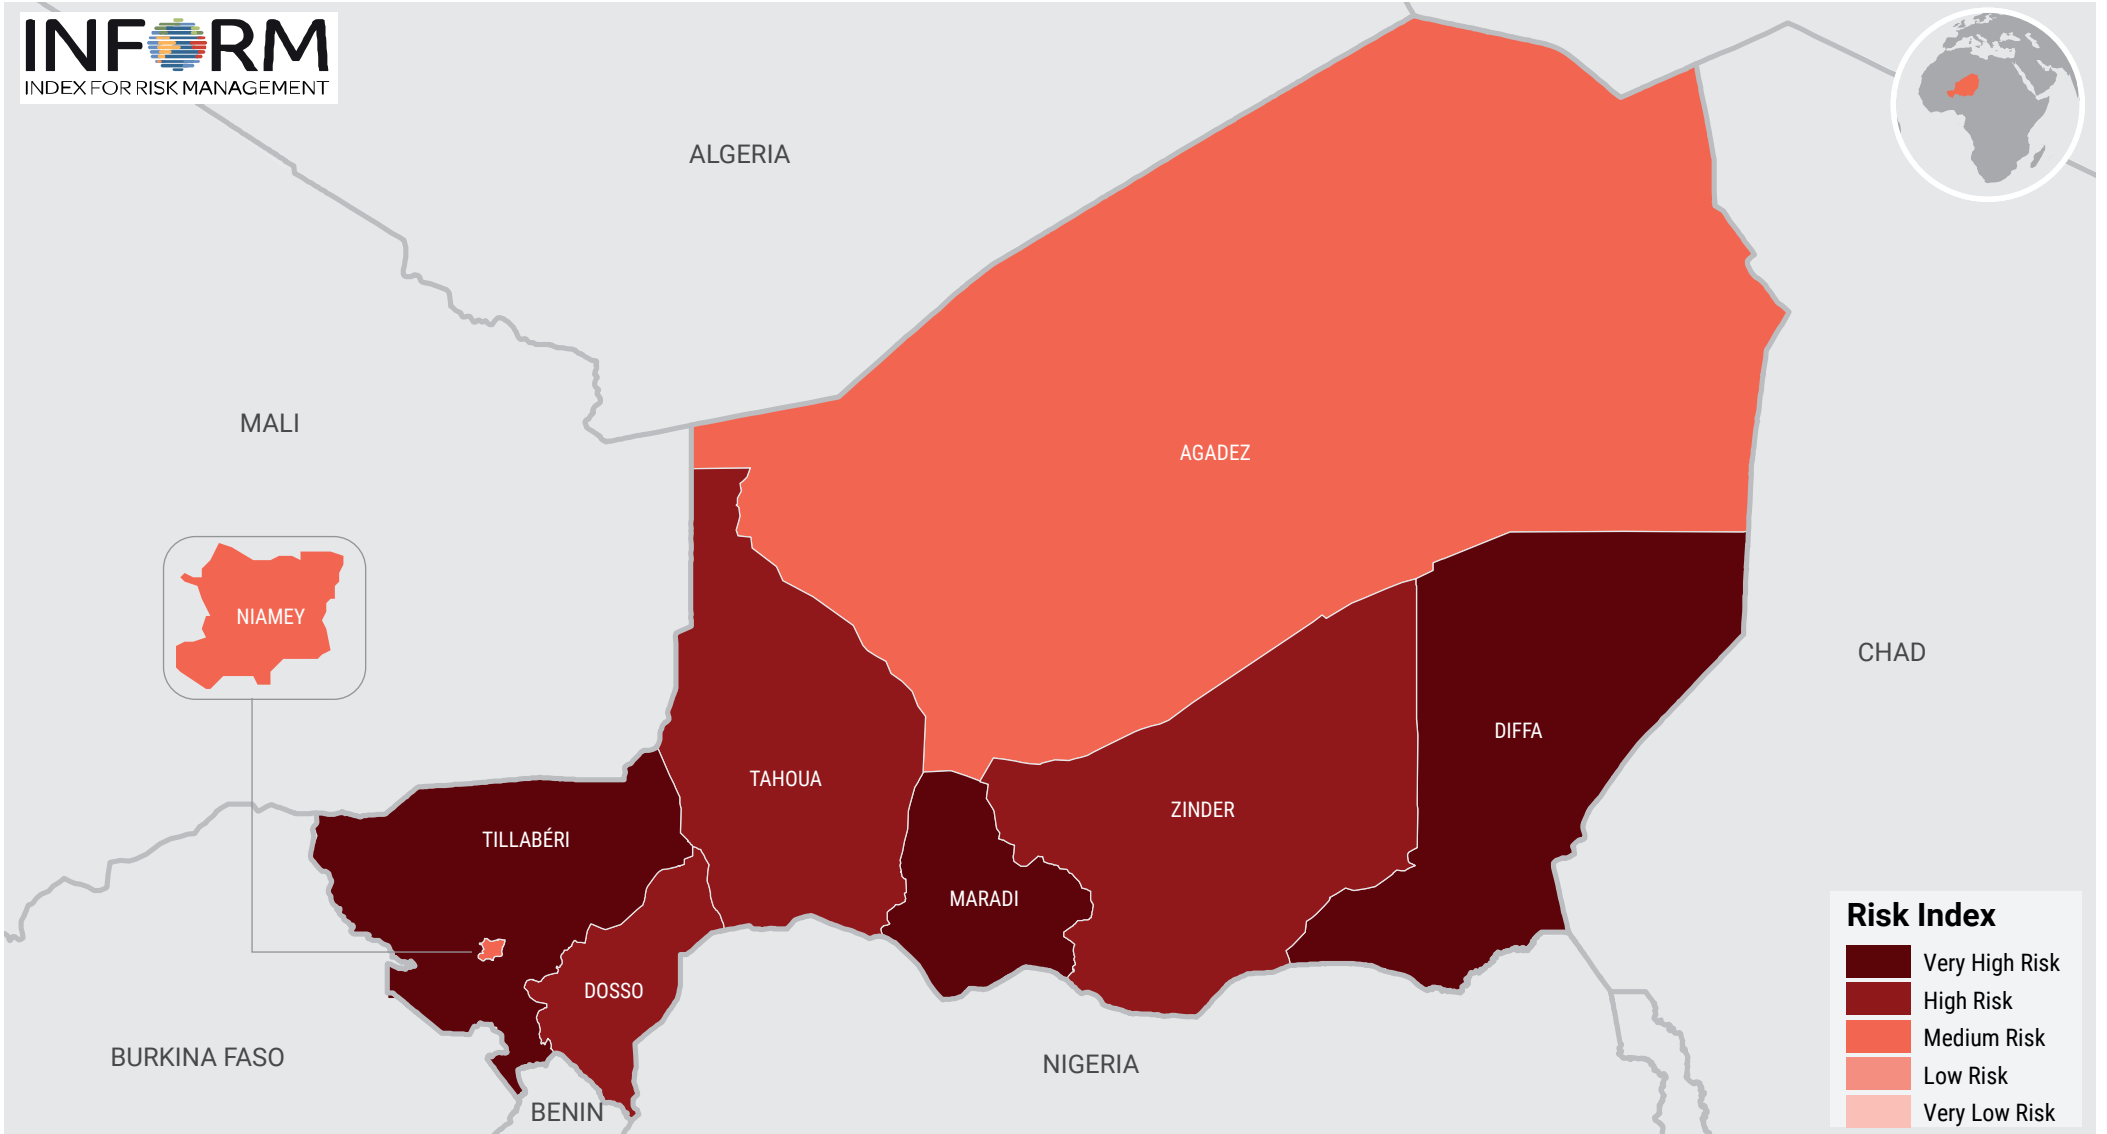 INFORM
INDEX FOR RISK MANAGEMENT
ALGERIA
MALI
AGADEZ
NIAMEY
CHAD
DIFFA
TAHOUA
ZINDER
TILLABÉRI
MARADI
DOSSO
BURKINA FASO
NIGERIA
BENIN
Risk Index
Very High Risk
High Risk
Medium Risk
Low Risk
Very Low Risk